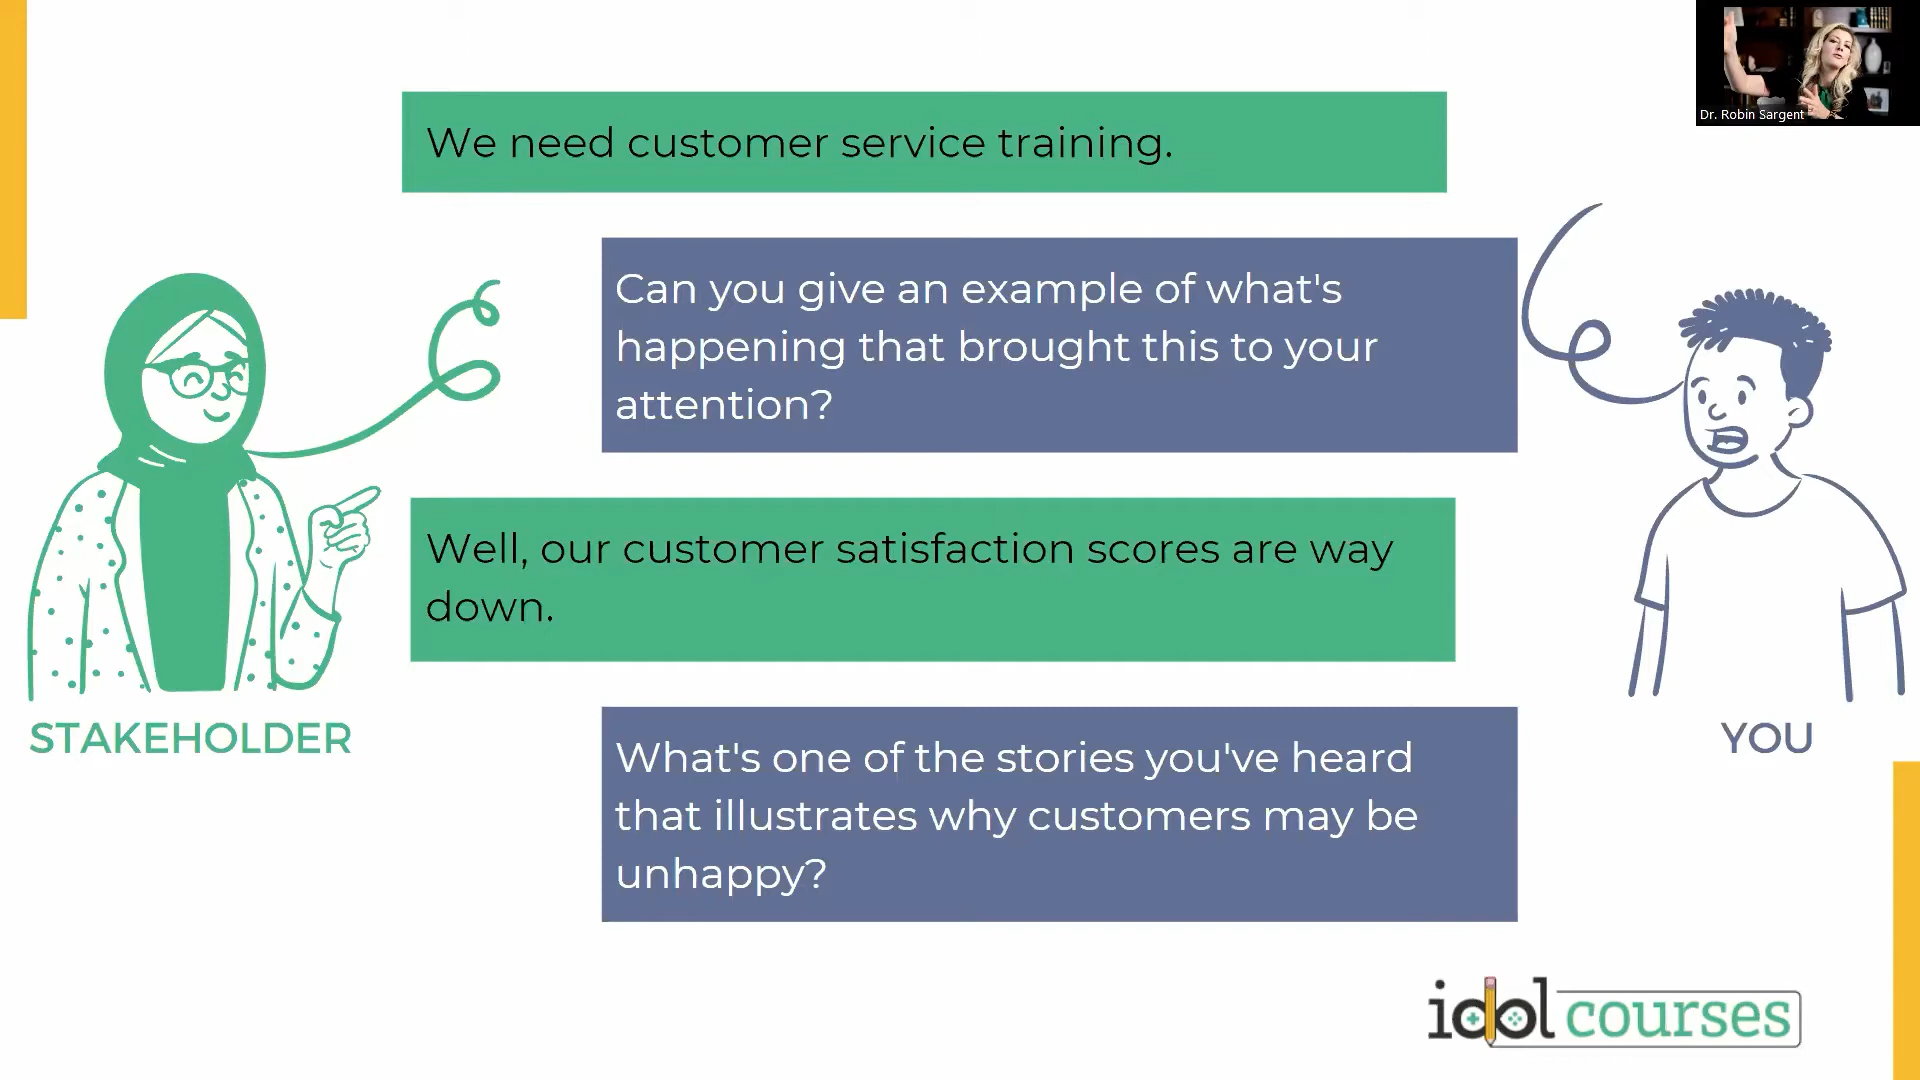 Dr. Robin Sargent
We need customer service training.
Can you give an example of what's
happening that brought this to your
attention?
Well, our customer satisfaction scores are way
down.
What's one of the stories you've heard
that illustrates why customers may be
unhappy?
STAKEHOLDER
YOU
idol courses